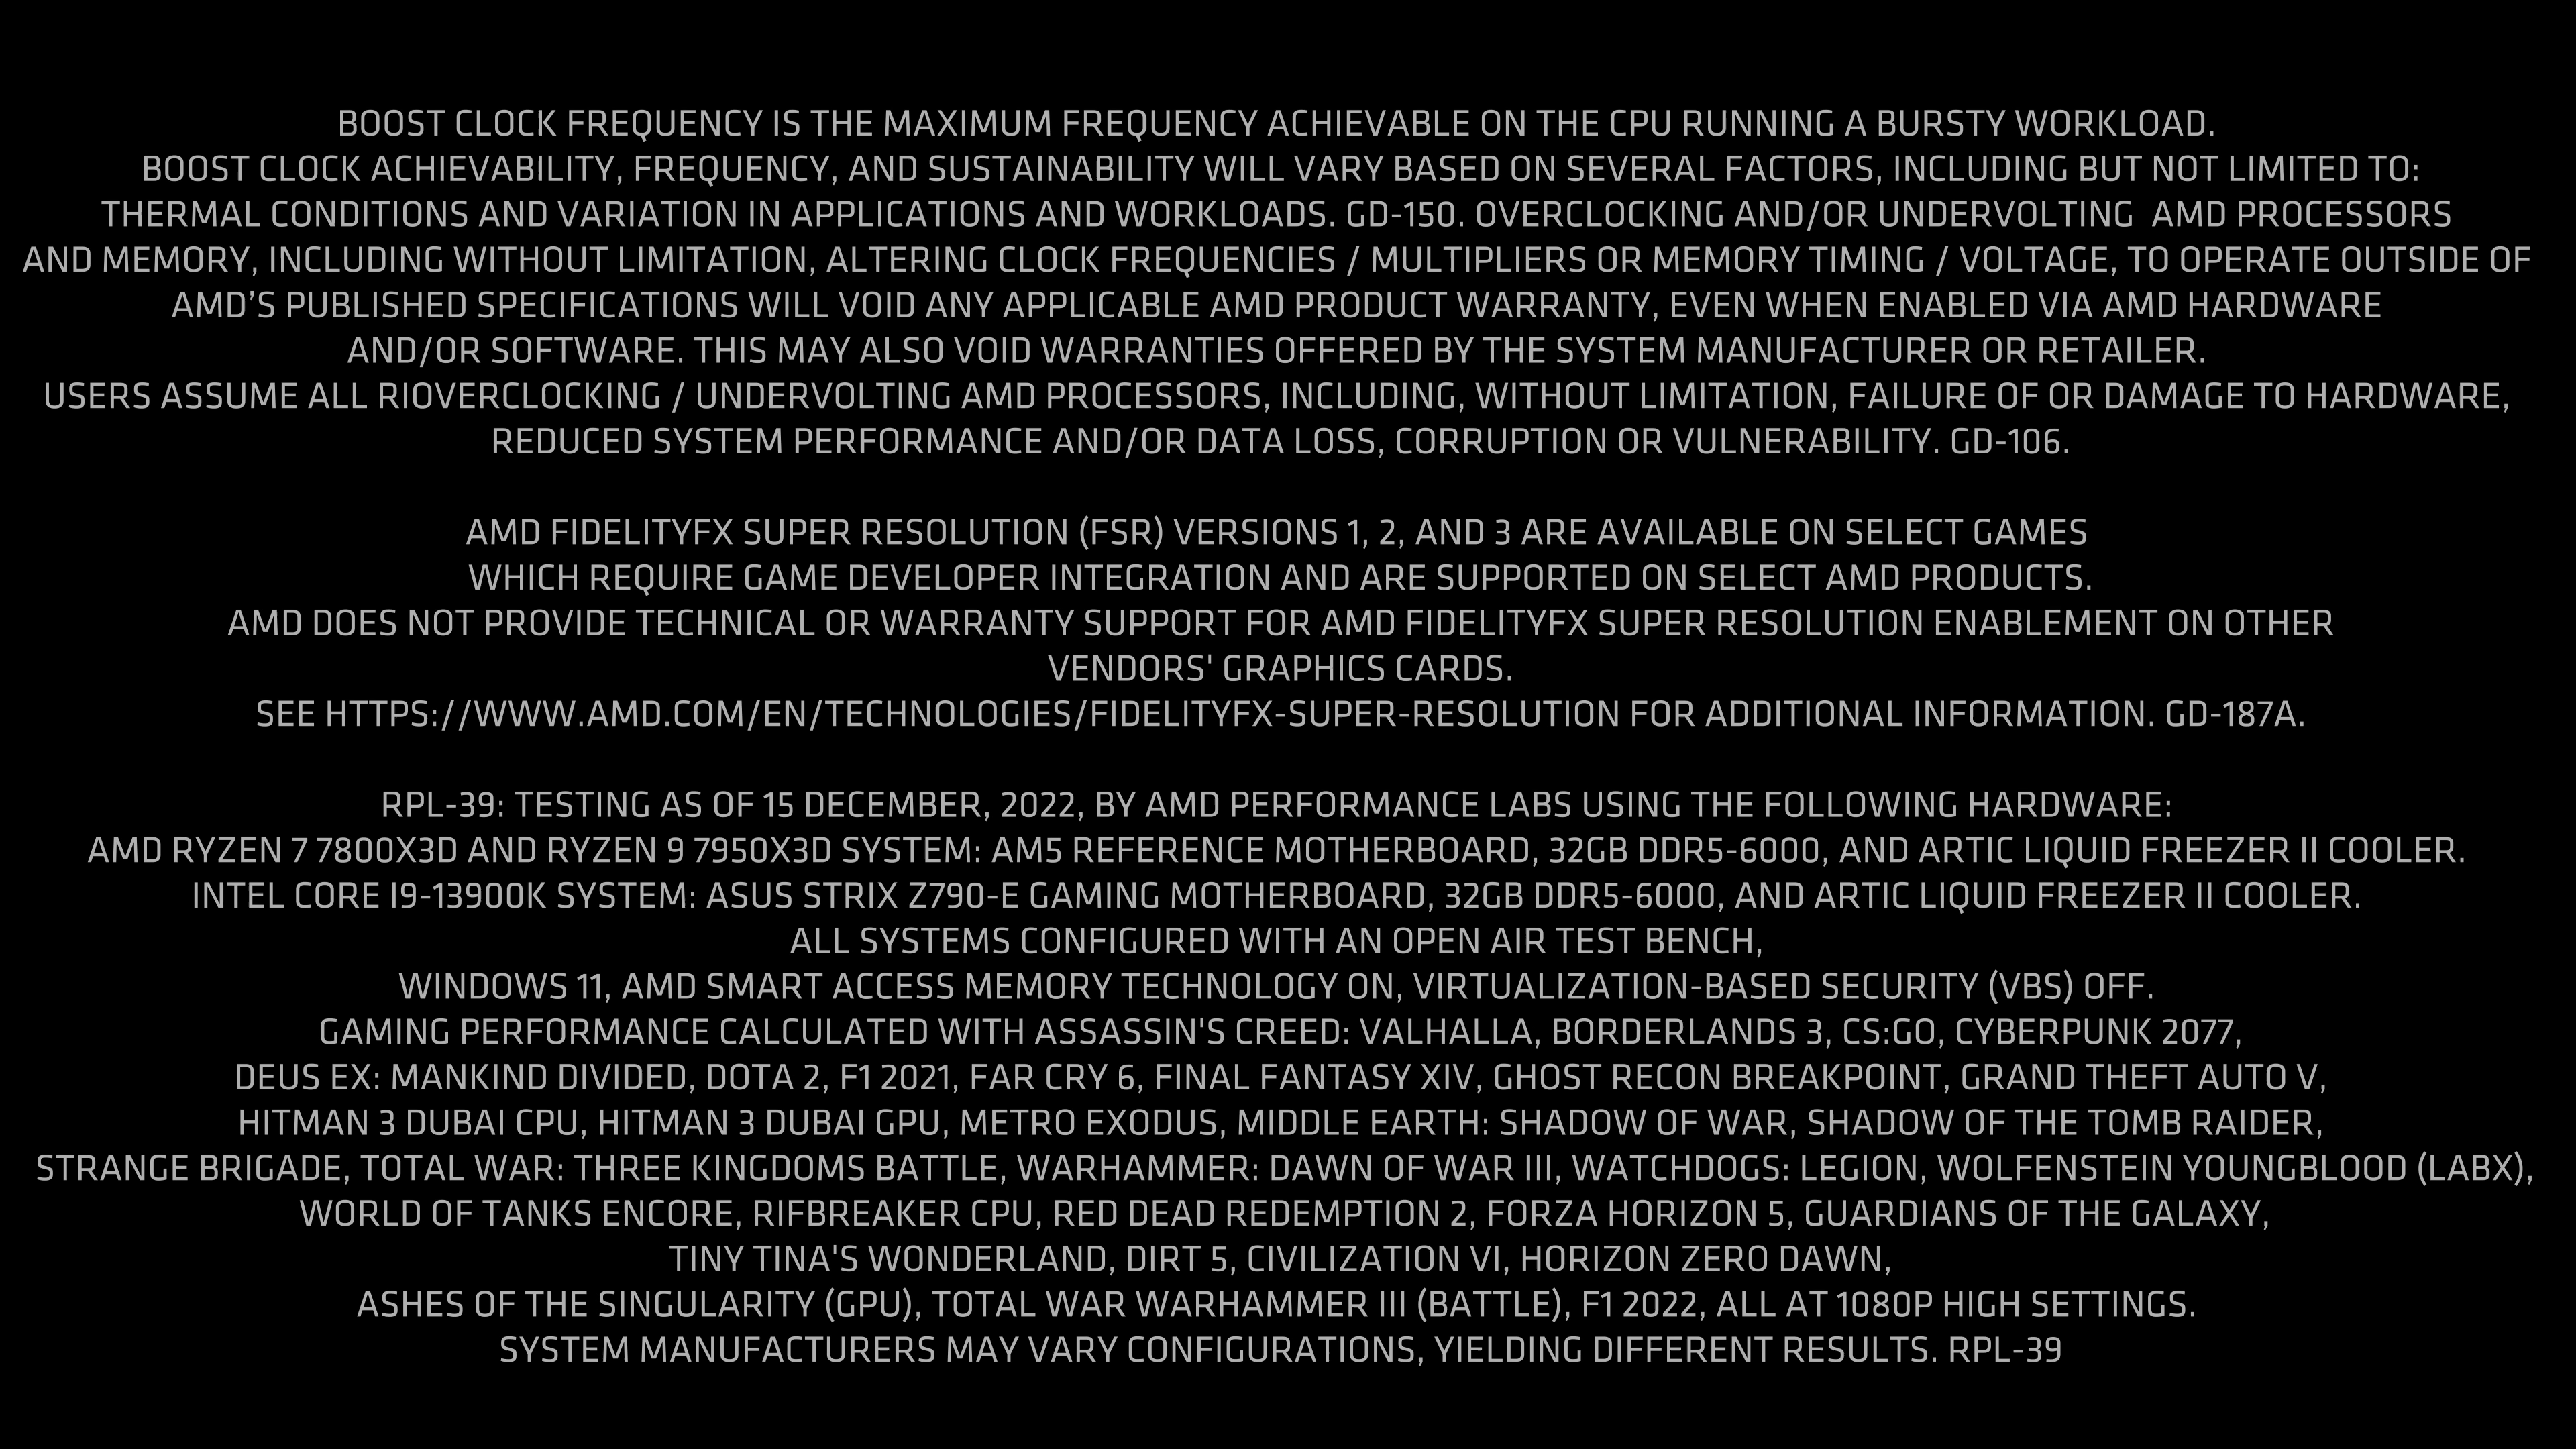 BOOST CLOCK FREQUENCY IS THE MAXIMUM FREQUENCY ACHIEVABLE ON THE CPU RUNNING A BURSTY WORKLOAD.
BOOST CLOCK ACHIEVABILITY, FREQUENCY, AND SUSTAINABILITY WILL VARY BASED ON SEVERAL FACTORS, INCLUDING BUT NOT LIMITED TO:
THERMAL CONDITIONS AND VARIATION IN APPLICATIONS AND WORKLOADS. GD-150. OVERCLOCKING AND/OR UNDERVOLTING  AMD PROCESSORS
AND MEMORY, INCLUDING WITHOUT LIMITATION, ALTERING CLOCK FREQUENCIES / MULTIPLIERS OR MEMORY TIMING / VOLTAGE, TO OPERATE OUTSIDE OF
AMD’S PUBLISHED SPECIFICATIONS WILL VOID ANY APPLICABLE AMD PRODUCT WARRANTY, EVEN WHEN ENABLED VIA AMD HARDWARE
AND/OR SOFTWARE. THIS MAY ALSO VOID WARRANTIES OFFERED BY THE SYSTEM MANUFACTURER OR RETAILER.
USERS ASSUME ALL RIOVERCLOCKING / UNDERVOLTING AMD PROCESSORS, INCLUDING, WITHOUT LIMITATION, FAILURE OF OR DAMAGE TO HARDWARE,
REDUCED SYSTEM PERFORMANCE AND/OR DATA LOSS, CORRUPTION OR VULNERABILITY. GD-106.
AMD FIDELITYFX SUPER RESOLUTION (FSR) VERSIONS 1, 2, AND 3 ARE AVAILABLE ON SELECT GAMES
WHICH REQUIRE GAME DEVELOPER INTEGRATION AND ARE SUPPORTED ON SELECT AMD PRODUCTS.
AMD DOES NOT PROVIDE TECHNICAL OR WARRANTY SUPPORT FOR AMD FIDELITYFX SUPER RESOLUTION ENABLEMENT ON OTHER
VENDORS' GRAPHICS CARDS.
SEE HTTPS://WWW.AMD.COM/EN/TECHNOLOGIES/FIDELITYFX-SUPER-RESOLUTION FOR ADDITIONAL INFORMATION. GD-187A.
RPL-39: TESTING AS OF 15 DECEMBER, 2022, BY AMD PERFORMANCE LABS USING THE FOLLOWING HARDWARE:
AMD RYZEN 7 7800X3D AND RYZEN 9 7950X3D SYSTEM: AM5 REFERENCE MOTHERBOARD, 32GB DDR5-6000, AND ARTIC LIQUID FREEZER II COOLER.
INTEL CORE I9-13900K SYSTEM: ASUS STRIX Z790-E GAMING MOTHERBOARD, 32GB DDR5-6000, AND ARTIC LIQUID FREEZER II COOLER.
ALL SYSTEMS CONFIGURED WITH AN OPEN AIR TEST BENCH,
WINDOWS 11, AMD SMART ACCESS MEMORY TECHNOLOGY ON, VIRTUALIZATION-BASED SECURITY (VBS) OFF.
GAMING PERFORMANCE CALCULATED WITH ASSASSIN'S CREED: VALHALLA, BORDERLANDS 3, CS:GO, CYBERPUNK 2077,
DEUS EX: MANKIND DIVIDED, DOTA 2, F1 2021, FAR CRY 6, FINAL FANTASY XIV, GHOST RECON BREAKPOINT, GRAND THEFT AUTO V,
HITMAN 3 DUBAI CPU, HITMAN 3 DUBAI GPU, METRO EXODUS, MIDDLE EARTH: SHADOW OF WAR, SHADOW OF THE TOMB RAIDER,
STRANGE BRIGADE, TOTAL WAR: THREE KINGDOMS BATTLE, WARHAMMER: DAWN OF WAR III, WATCHDOGS: LEGION, WOLFENSTEIN YOUNGBLOOD (LABX),
WORLD OF TANKS ENCORE, RIFBREAKER CPU, RED DEAD REDEMPTION 2, FORZA HORIZON 5, GUARDIANS OF THE GALAXY,
TINY TINA'S WONDERLAND, DIRT 5, CIVILIZATION VI, HORIZON ZERO DAWN,
ASHES OF THE SINGULARITY (GPU), TOTAL WAR WARHAMMER III (BATTLE), F1 2022, ALL AT 1080P HIGH SETTINGS.
SYSTEM MANUFACTURERS MAY VARY CONFIGURATIONS, YIELDING DIFFERENT RESULTS. RPL-39